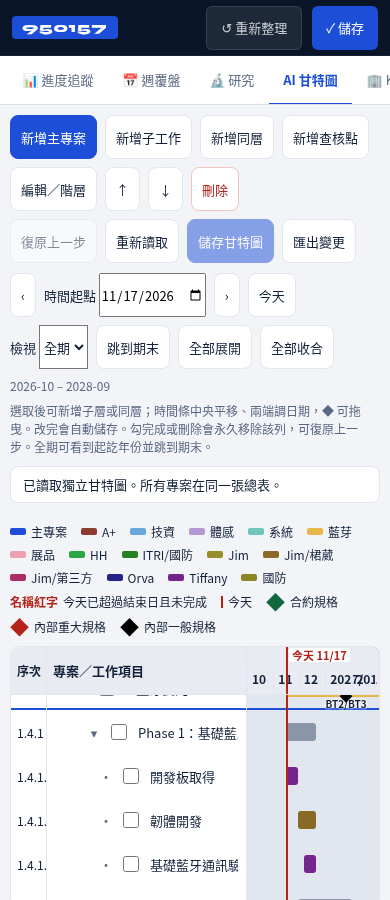 950157 ↺ 重新整理 ✓ 儲存
📊 進度追蹤 📅 週覆盤 🔬 研究 AI 甘特圖 🏢
新增主專案 新增子工作 新增同層 新增查核點
編輯／階層 ↑ ↓ 刪除
復原上一步 重新讀取 儲存甘特圖 匯出變更
‹ 時間起點 11/17/2026 › 今天
檢視 全期 跳到期末 全部展開 全部收合
2026-10 – 2028-09
選取後可新增子層或同層；時間條中央平移、兩端調日期，◆ 可拖
曳。改完會自動儲存。勾完成或刪除會永久移除該列，可復原上一
步。全期可看到起訖年份並跳到期末。
已讀取獨立甘特圖。所有專案在同一張總表。
主專案 A+ 技資 體感 系統 藍芽
展品 HH ITRI/國防 Jim Jim/裙葳
Jim/第三方 Orva Tiffany 國防
名稱紅字 今天已超過結束日且未完成 今天 合約規格
內部重大規格 內部一般規格
今天 11/17
序次 專案／工作項目 10 11 12 2027/01
BT2/BT3
1.4.1 ▾ Phase 1：基礎藍
1.4.1. • 開發板取得
1.4.1. • 韌體開發
1.4.1. • 基礎藍牙通訊驗